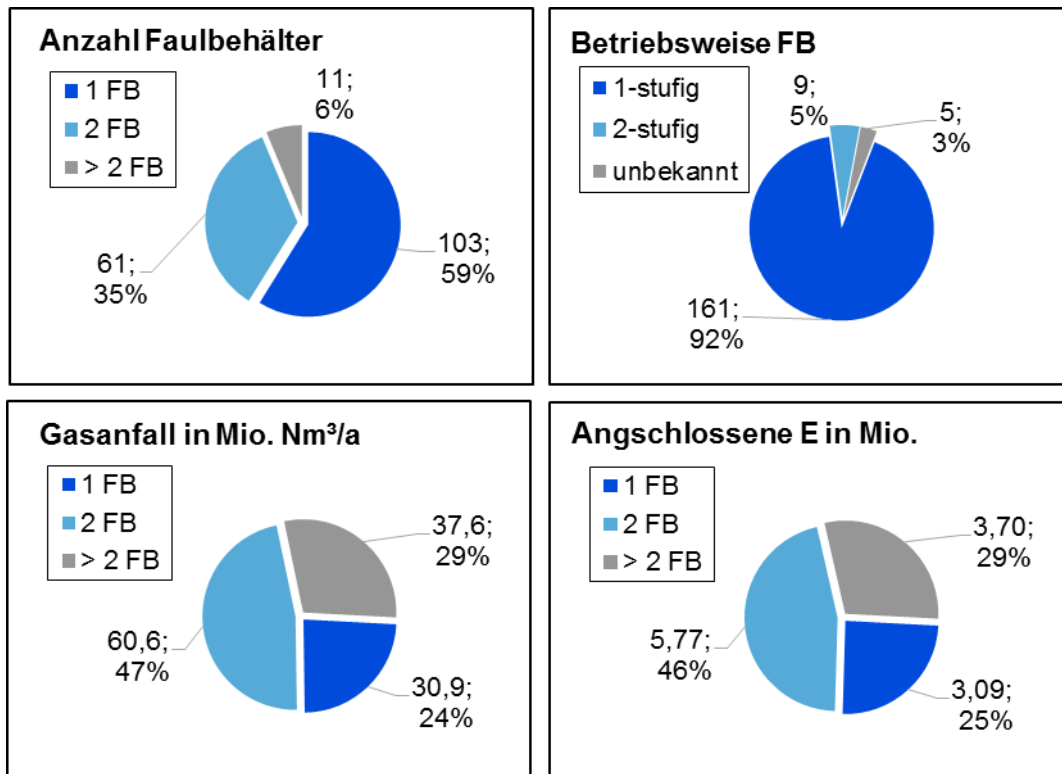 Anzahl Faulbehälter
1 FB
2 FB
> 2 FB
11;
6%
103;
59%
61;
35%
Betriebsweise FB
1-stufig
2-stufig
unbekannt
9;
5%
5;
3%
161;
92%
Gasanfall in Mio. Nm³/a
1 FB
2 FB
> 2 FB
37,6;
29%
60,6;
47%
30,9;
24%
Angschlossene E in Mio.
1 FB
2 FB
> 2 FB
3,70;
29%
5,77;
46%
3,09;
25%